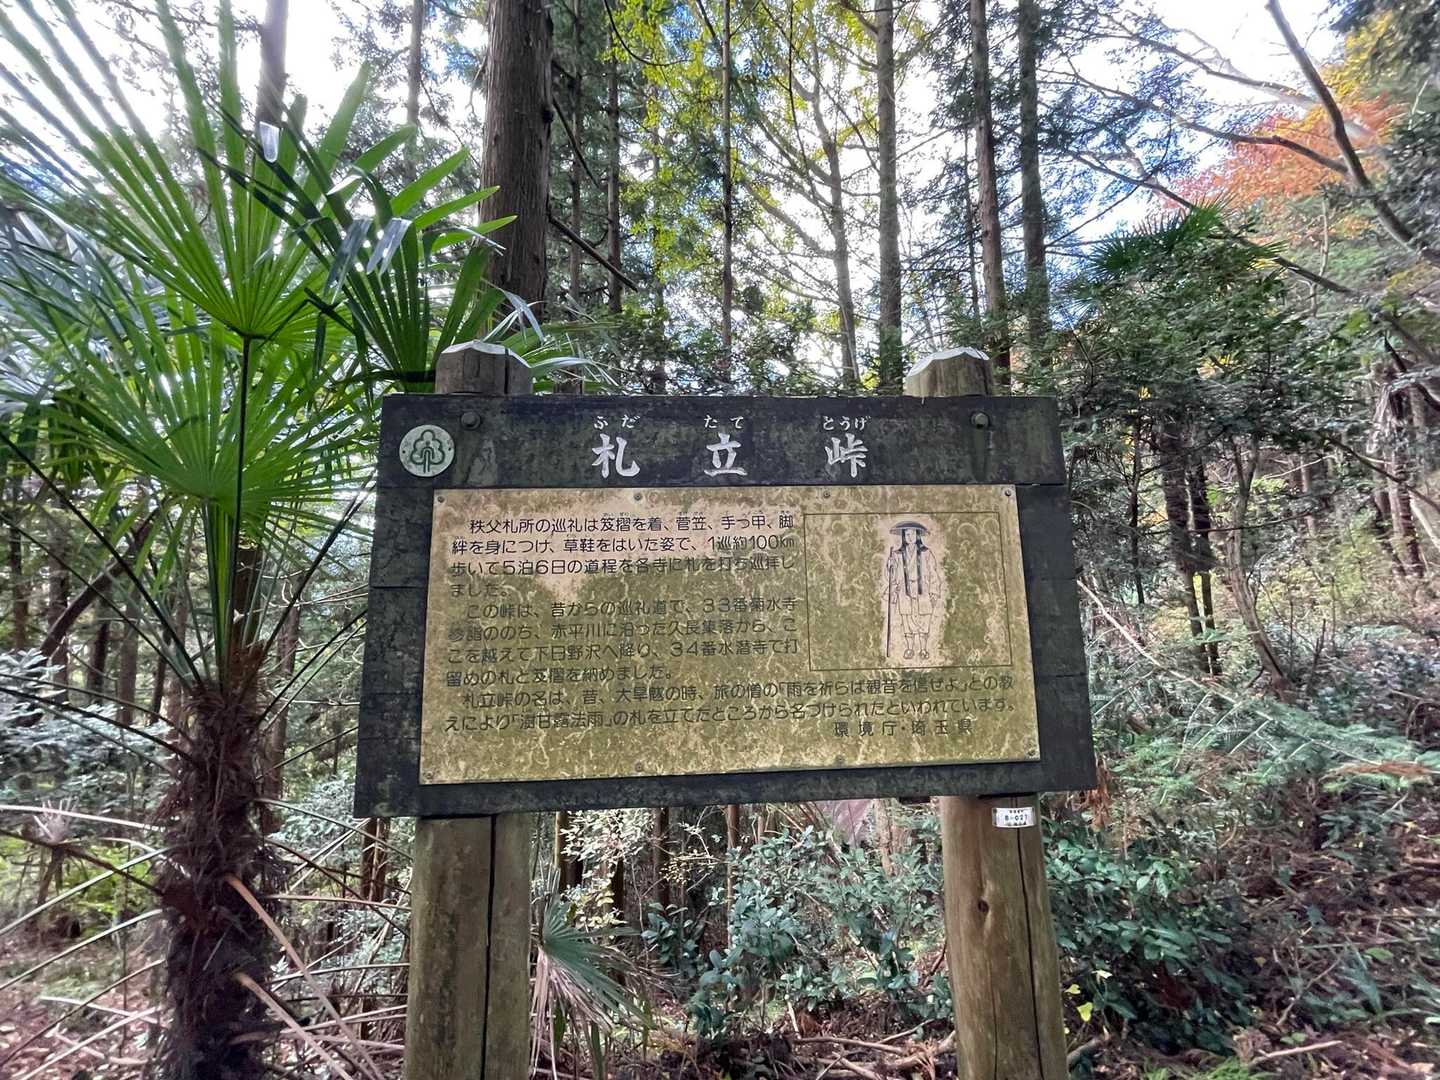 ふだ たて とうげ
札立峠
秩父札所の巡礼は笈摺を着、菅笠、手っ甲、脚
絆を身につけ、草鞋をはいた姿で、1巡約100km
歩いて5泊6日の道程を各寺に札を打ち巡拝し
ました。
この峠は、昔からの巡礼道で、33番菊水寺
参詣ののち、赤平川に沿った久長集落から、こ
こを越えて下日野沢へ降り、34番水潜寺で打
留めの札と笈摺を納めました。
札立峠の名は、昔、大旱魃の時、旅の僧の「雨を祈らば観音を信ぜよ」との教
えにより「澍甘露法雨」の札を立てたところから名づけられたといわれています。
環境庁・埼玉県
8-027